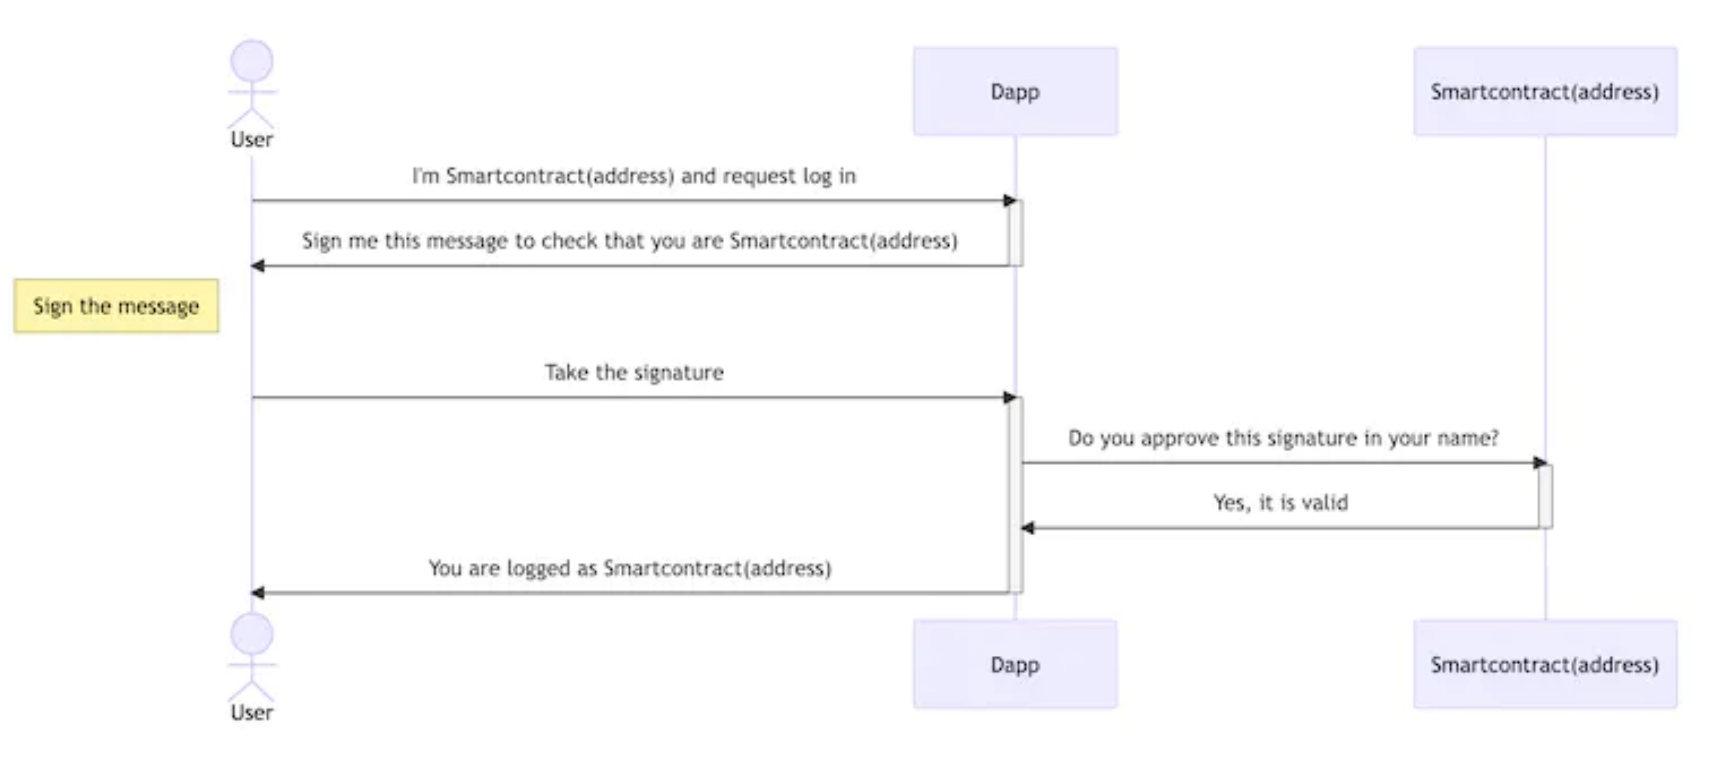 User
Dapp
Smartcontract(address)
I'm Smartcontract(address) and request log in
Sign me this message to check that you are Smartcontract(address)
Sign the message
Take the signature
Do you approve this signature in your name?
Yes, it is valid
You are logged as Smartcontract(address)
User
Dapp
Smartcontract(address)